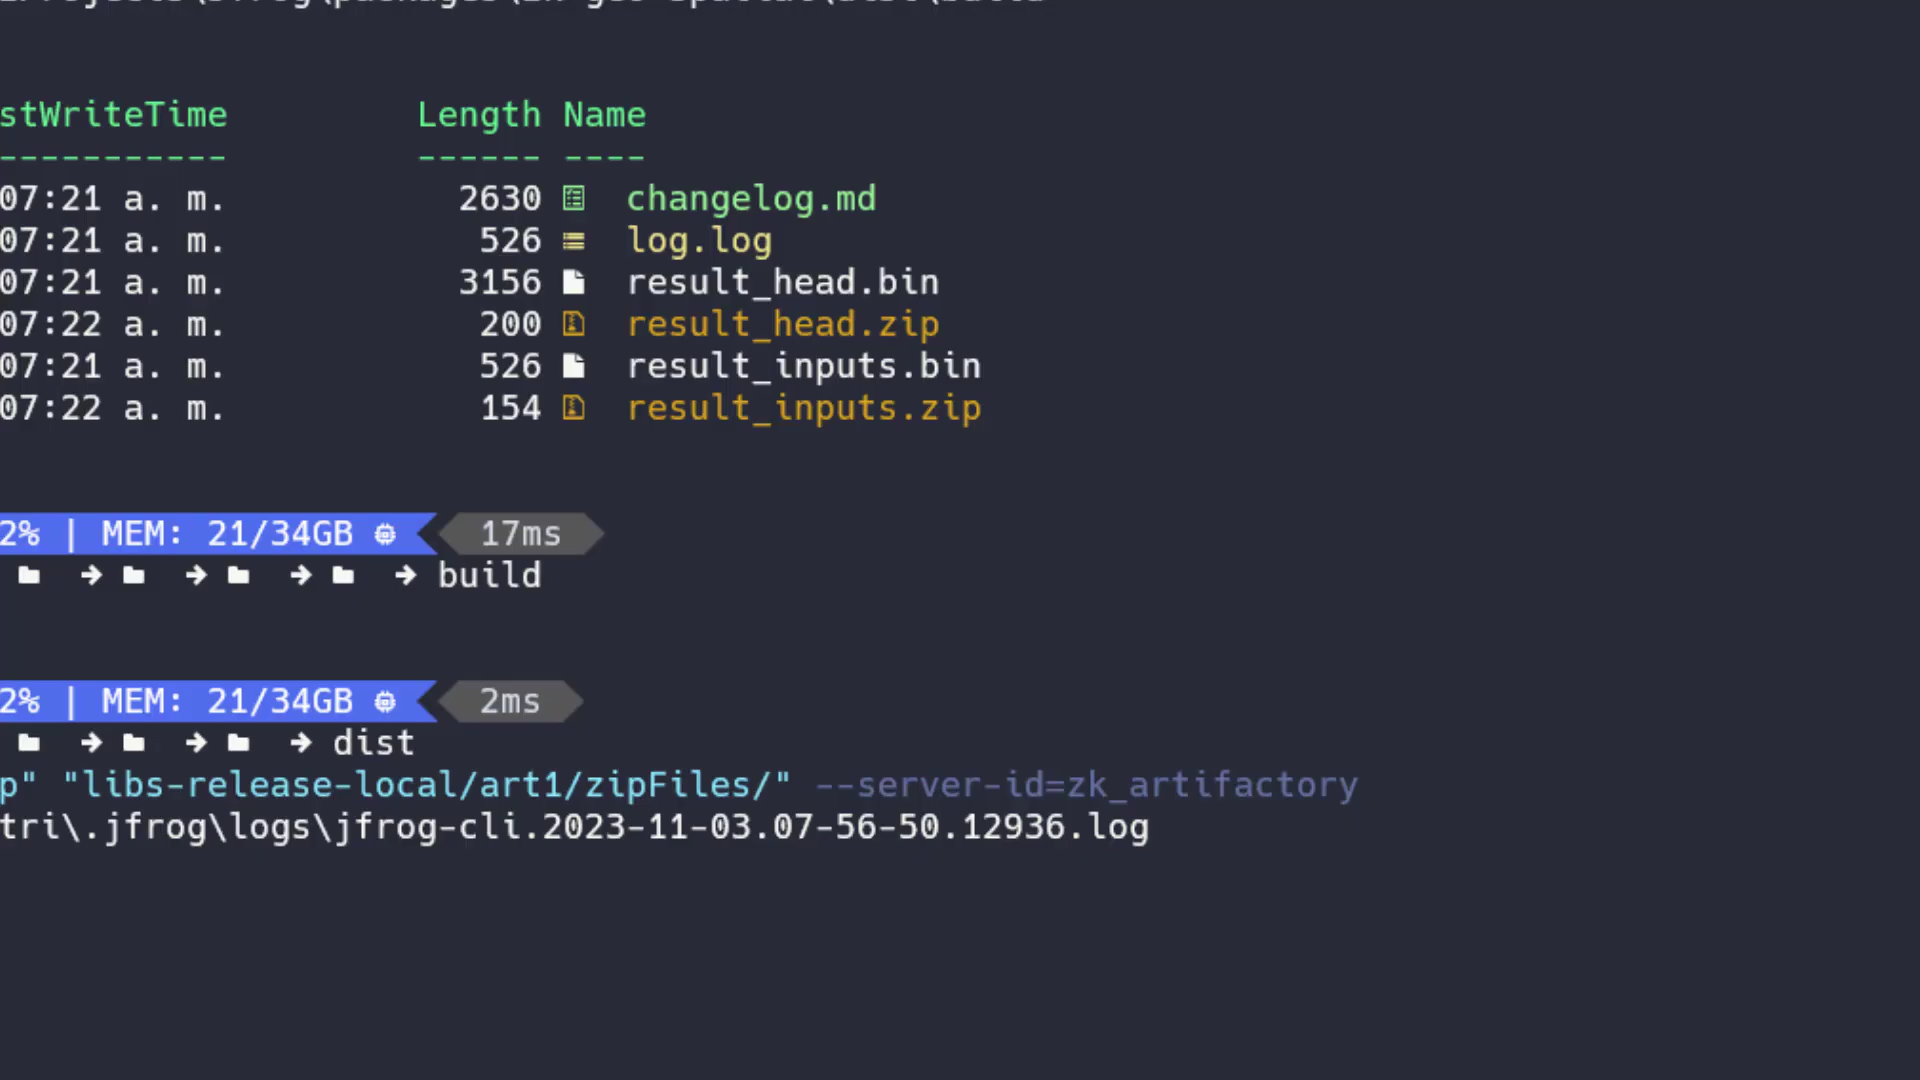 stWriteTime Length Name
----------- ------ ----
07:21 a. m. 2630 changelog.md
07:21 a. m. 526 log.log
07:21 a. m. 3156 result_head.bin
07:22 a. m. 200 result_head.zip
07:21 a. m. 526 result_inputs.bin
07:22 a. m. 154 result_inputs.zip
2% | MEM: 21/34GB 17ms
build
2% | MEM: 21/34GB 2ms
dist
p" "libs-release-local/art1/zipFiles/" --server-id=zk_artifactory
tri\.jfrog\logs\jfrog-cli.2023-11-03.07-56-50.12936.log